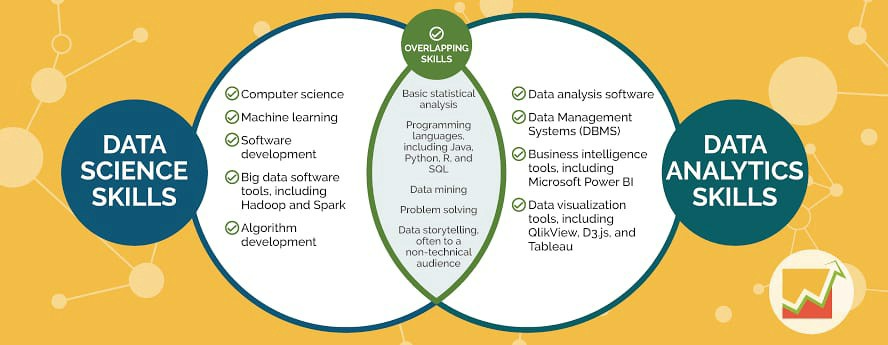 DATA
SCIENCE
SKILLS
Computer science
Machine learning
Software
development
Big data software
tools, including
Hadoop and Spark
Algorithm
development
OVERLAPPING
SKILLS
Basic statistical
analysis
Programming
languages,
including Java,
Python, R, and
SQL
Data mining
Problem solving
Data storytelling,
often to a
non-technical
audience
Data analysis software
Data Management
Systems (DBMS)
Business intelligence
tools, including
Microsoft Power BI
Data visualization
tools, including
QlikView, D3.js, and
Tableau
DATA
ANALYTICS
SKILLS